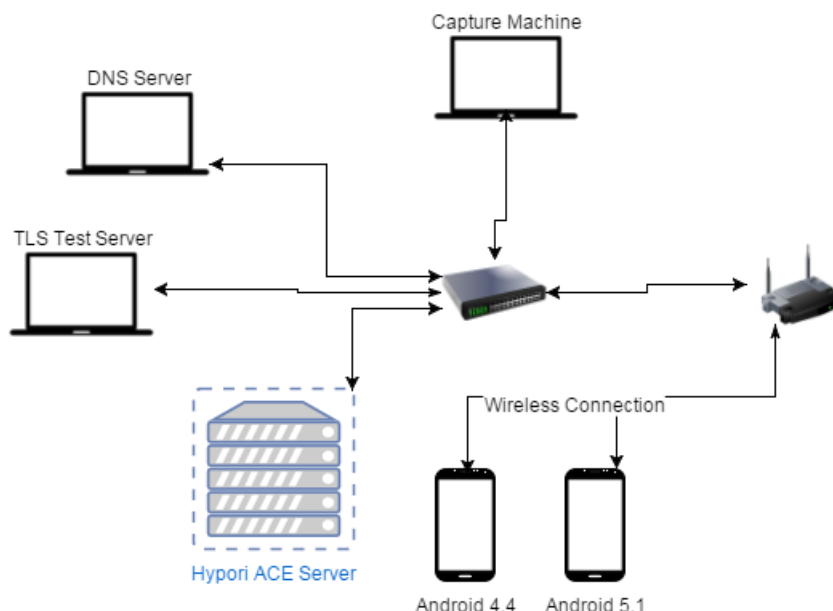 Capture Machine
DNS Server
TLS Test Server
Wireless Connection
Hypori ACE Server
Android 4.4
Android 5.1